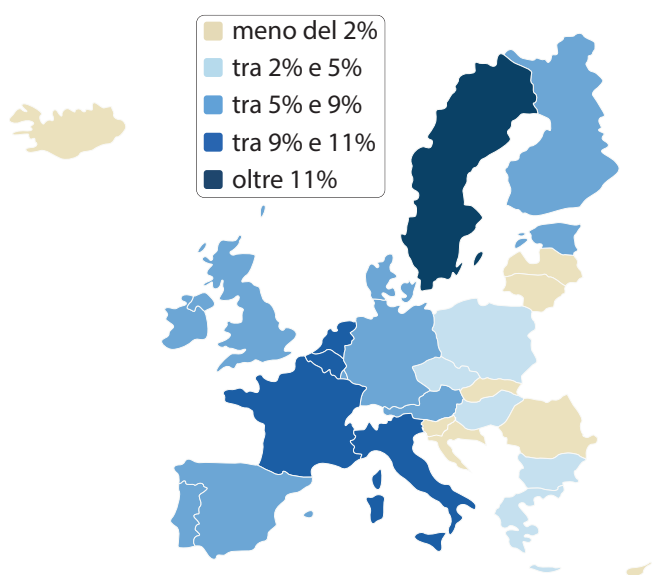 meno del 2%
tra 2% e 5%
tra 5% e 9%
tra 9% e 11%
oltre 11%